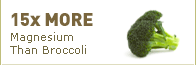 15x MORE
Magnesium
Than Broccoli